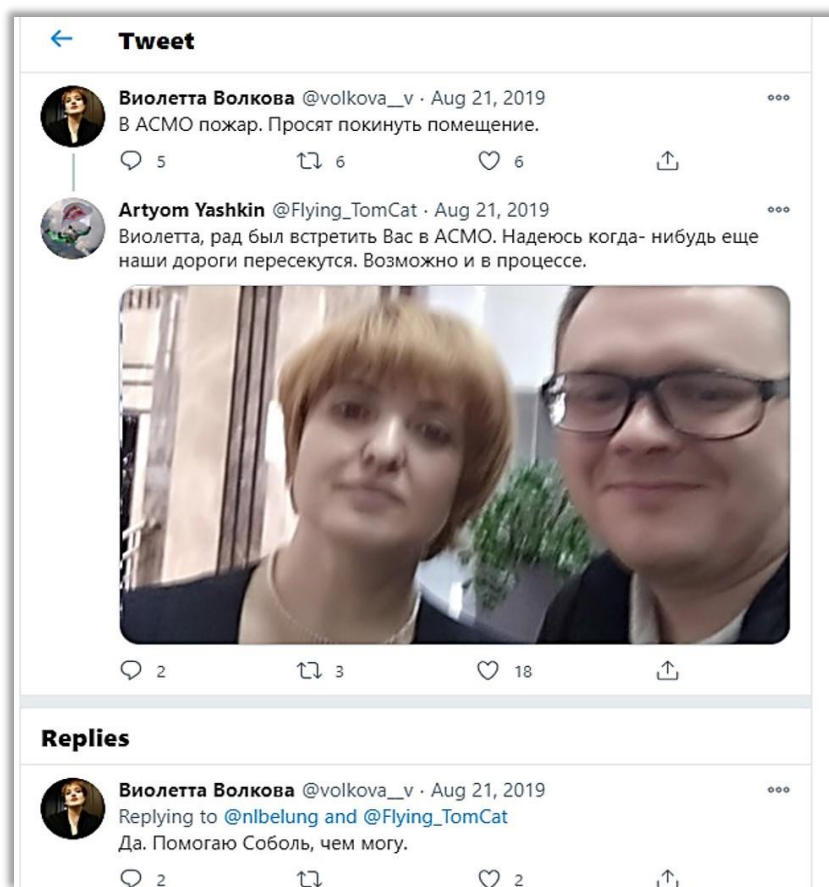 Tweet
Виолетта Волкова @volkova__v · Aug 21, 2019
В АСМО пожар. Просят покинуть помещение.
5 6 6
Artyom Yashkin @Flying_TomCat · Aug 21, 2019
Виолетта, рад был встретить Вас в АСМО. Надеюсь когда- нибудь еще
наши дороги пересекутся. Возможно и в процессе.
2 3 18
Replies
Виолетта Волкова @volkova__v · Aug 21, 2019
Replying to @nlbelung and @Flying_TomCat
Да. Помогаю Соболь, чем могу.
2 2